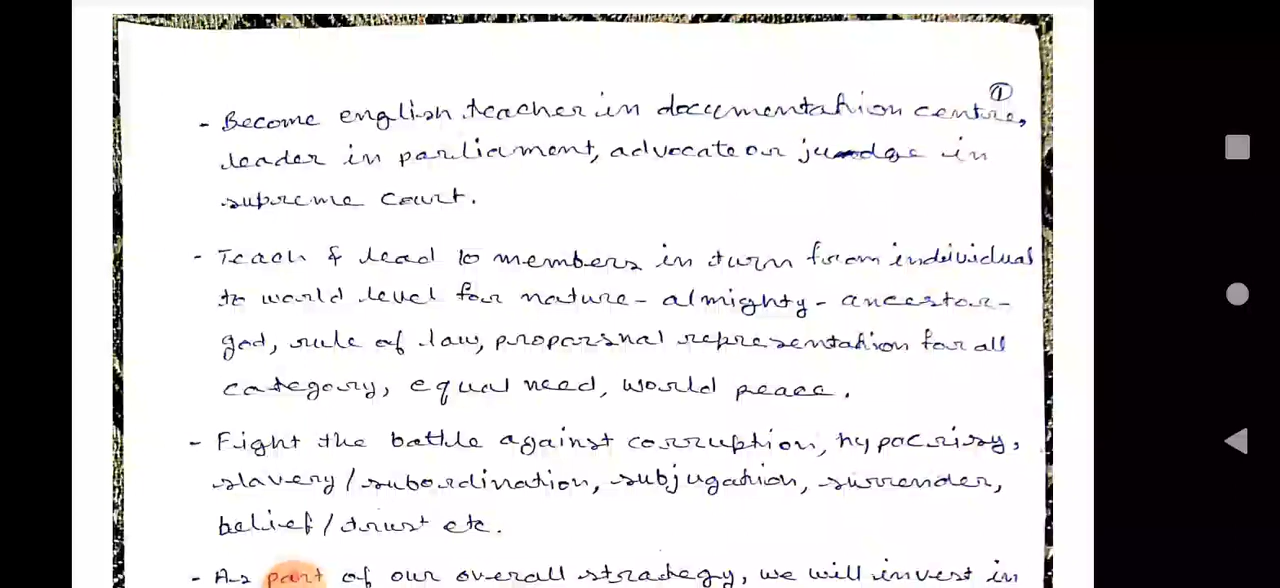 ①
- Become english teacher in documentation centre,
leader in parliament, advocate or judge in
supreme court.
- Teach & lead 10 members in turn from individual
to world level for nature - almighty - ancestor -
god, rule of law, proparsnal representation for all
category, equal need, world peace.
- Fight the battle against corruption, hypocrisy,
slavery/subordination, subjugation, surrender,
belief/trust etc.
- As part of our overall stradegy, we will invest in